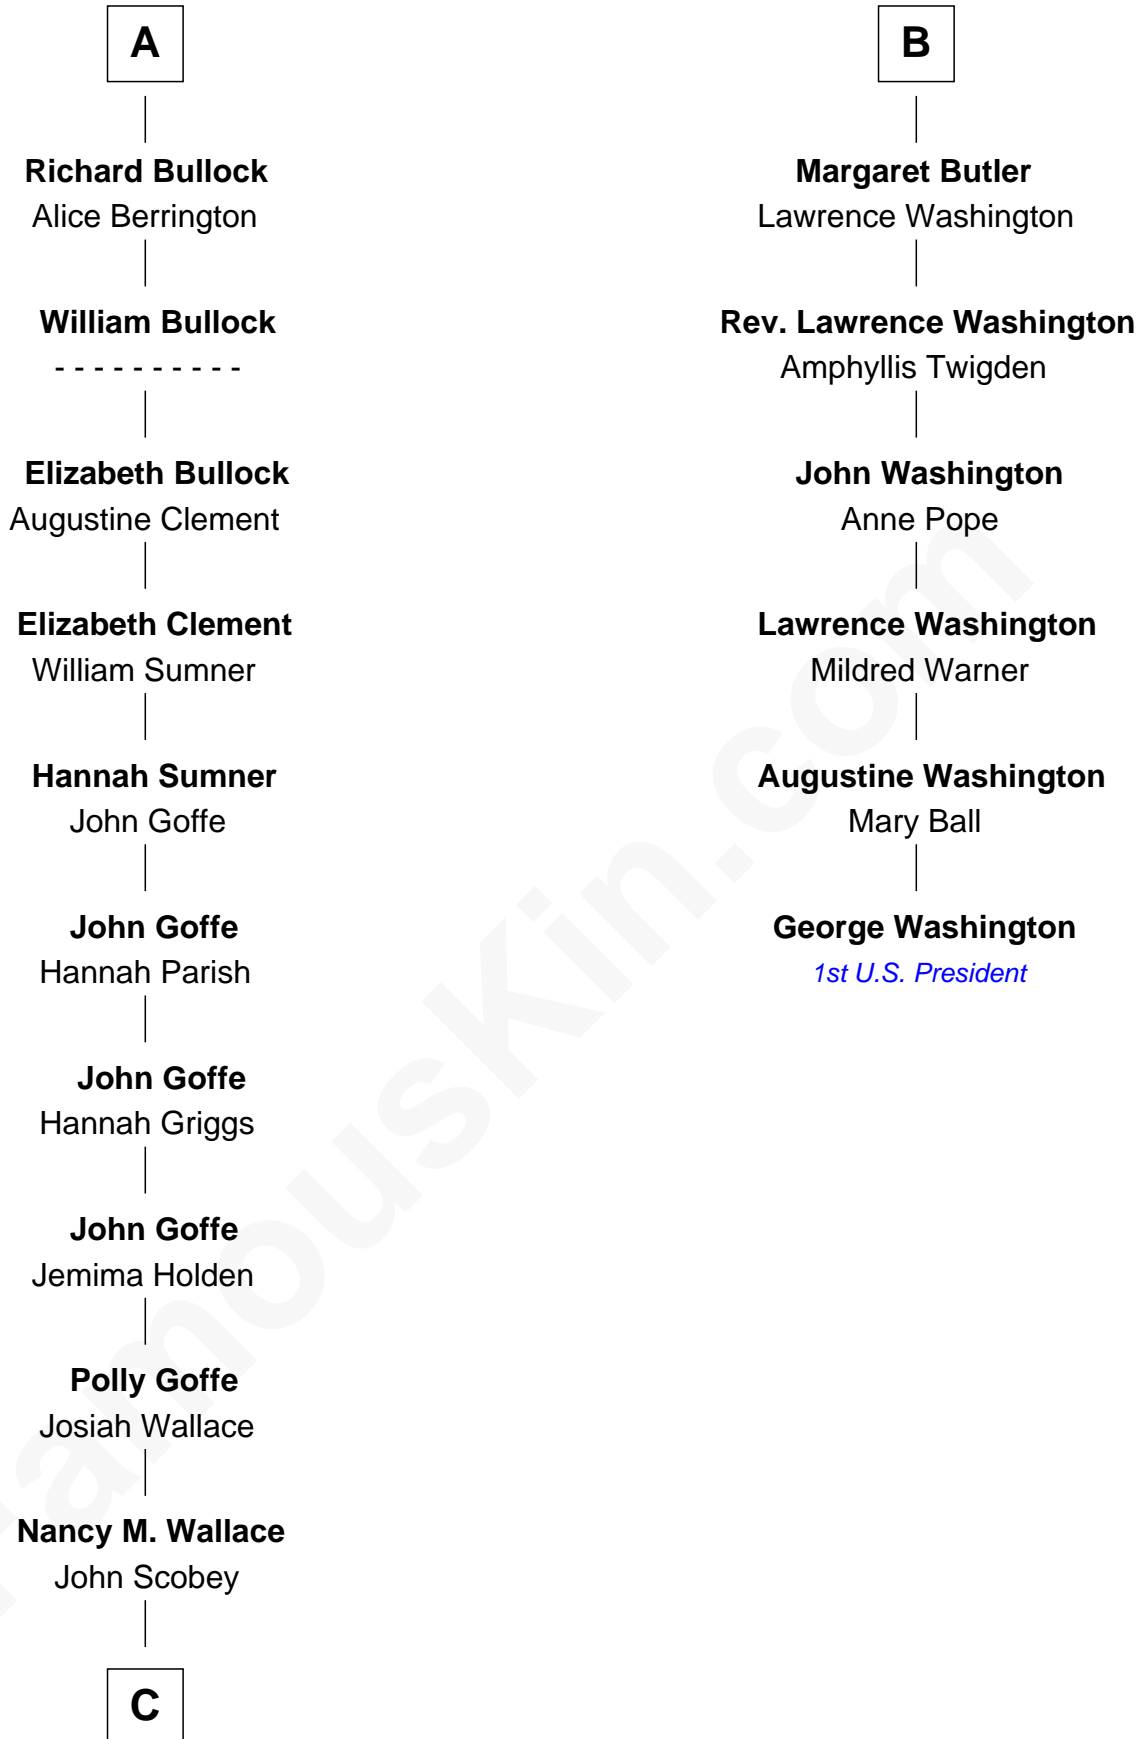 A
Richard Bullock
Alice Berrington
William Bullock
- - - - - - - - - -
Elizabeth Bullock
Augustine Clement
Elizabeth Clement
William Sumner
Hannah Sumner
John Goffe
John Goffe
Hannah Parish
John Goffe
Hannah Griggs
John Goffe
Jemima Holden
Polly Goffe
Josiah Wallace
Nancy M. Wallace
John Scobey
C
B
Margaret Butler
Lawrence Washington
Rev. Lawrence Washington
Amphyllis Twigden
John Washington
Anne Pope
Lawrence Washington
Mildred Warner
Augustine Washington
Mary Ball
George Washington
1st U.S. President
FamousKin.com